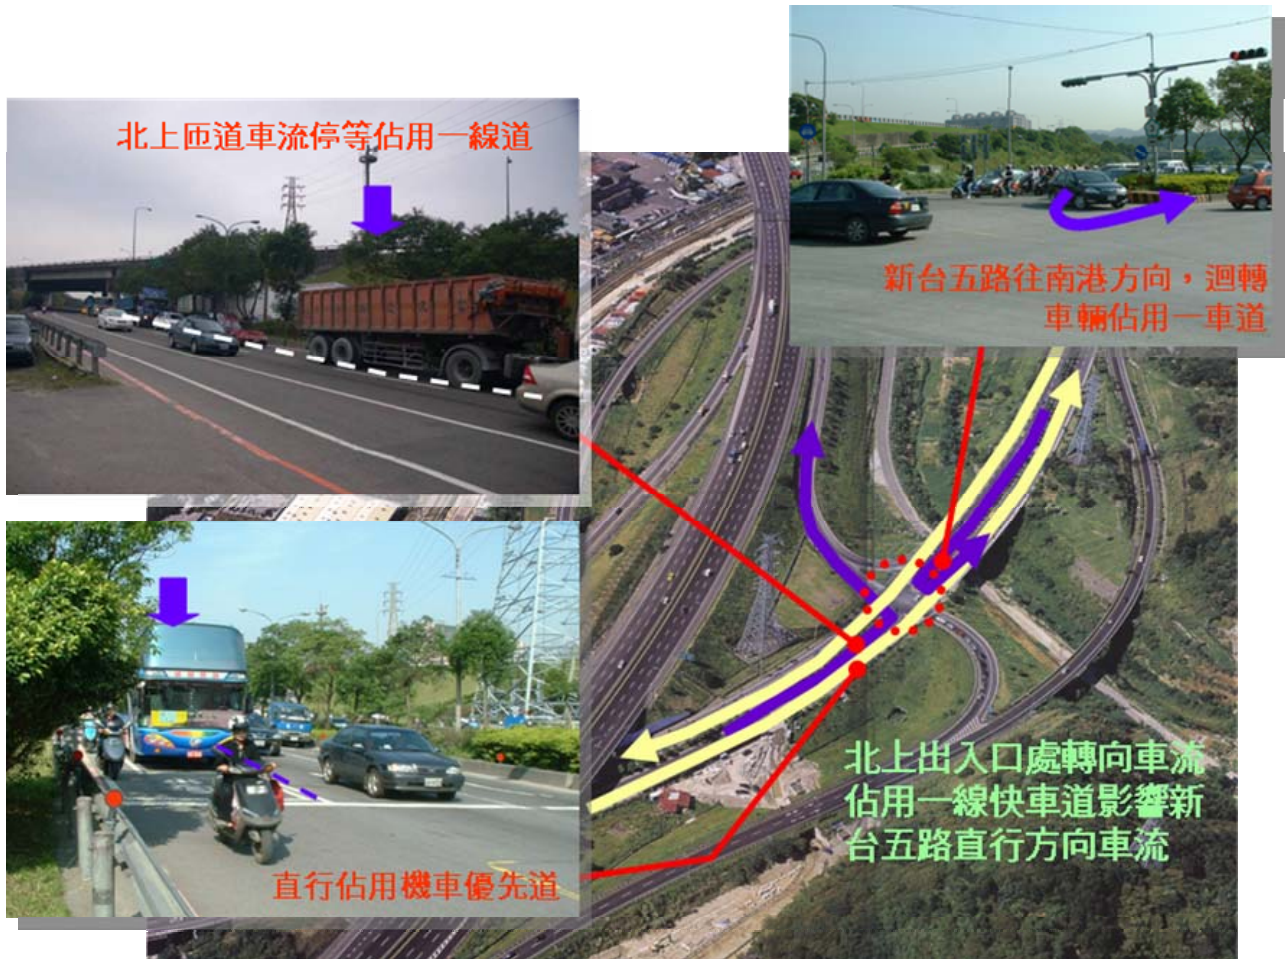 北上匝道車流停等佔用一線道
新台五路往南港方向，迴轉
車輛佔用一車道
直行佔用機車優先道
北上出入口處轉向車流
佔用一線快車道影響新
台五路直行方向車流